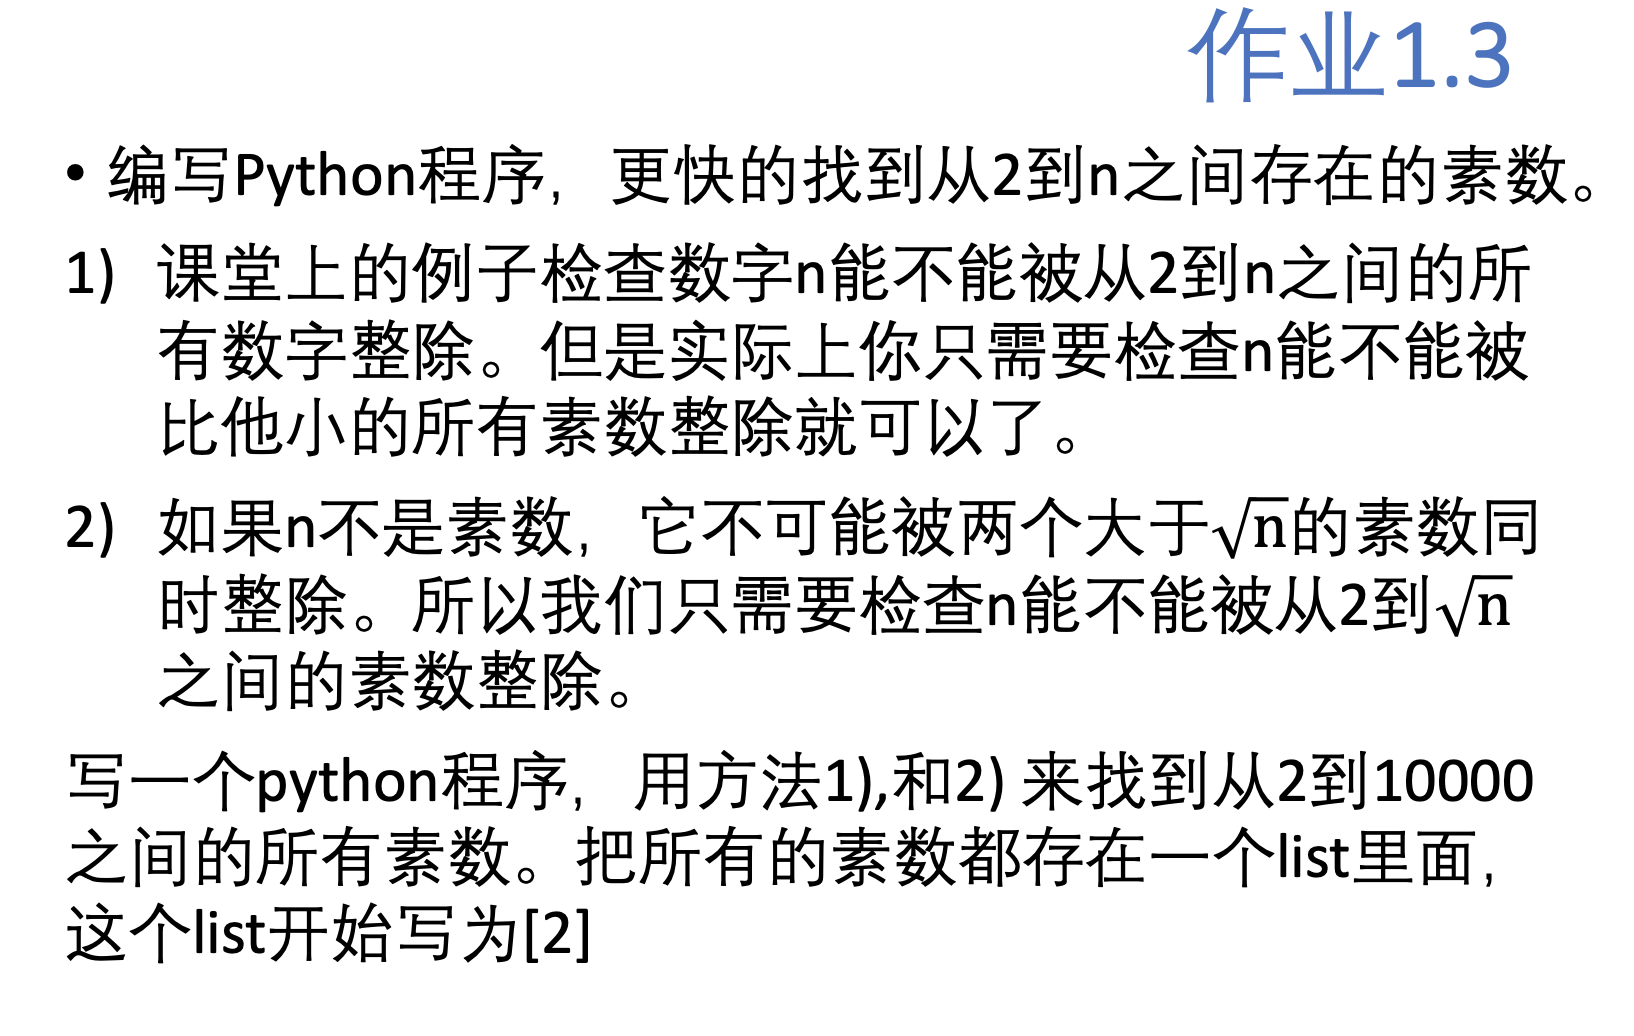 作业1.3
• 编写Python程序，更快的找到从2到n之间存在的素数。
1) 课堂上的例子检查数字n能不能被从2到n之间的所
有数字整除。但是实际上你只需要检查n能不能被
比他小的所有素数整除就可以了。
2) 如果n不是素数，它不可能被两个大于√n的素数同
时整除。所以我们只需要检查n能不能被从2到√n
之间的素数整除。
写一个python程序，用方法1),和2) 来找到从2到10000
之间的所有素数。把所有的素数都存在一个list里面，
这个list开始写为[2]